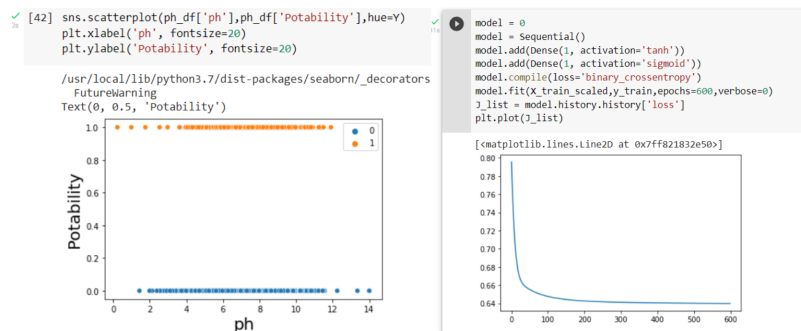 2s
[42] sns.scatterplot(ph_df['ph'],ph_df['Potability'],hue=Y)
plt.xlabel('ph', fontsize=20)
plt.ylabel('Potability', fontsize=20)
/usr/local/lib/python3.7/dist-packages/seaborn/_decorators
FutureWarning
Text(0, 0.5, 'Potability')
0
1
1.0
0.8
0.6
0.4
0.2
0.0
Potability
0 2 4 6 8 10 12 14
ph
model = 0
model = Sequential()
model.add(Dense(1, activation='tanh'))
model.add(Dense(1, activation='sigmoid'))
model.compile(loss='binary_crossentropy')
model.fit(X_train_scaled,y_train,epochs=600,verbose=0)
J_list = model.history.history['loss']
plt.plot(J_list)
[<matplotlib.lines.Line2D at 0x7ff821832e50>]
0.80
0.78
0.76
0.74
0.72
0.70
0.68
0.66
0.64
0 100 200 300 400 500 600